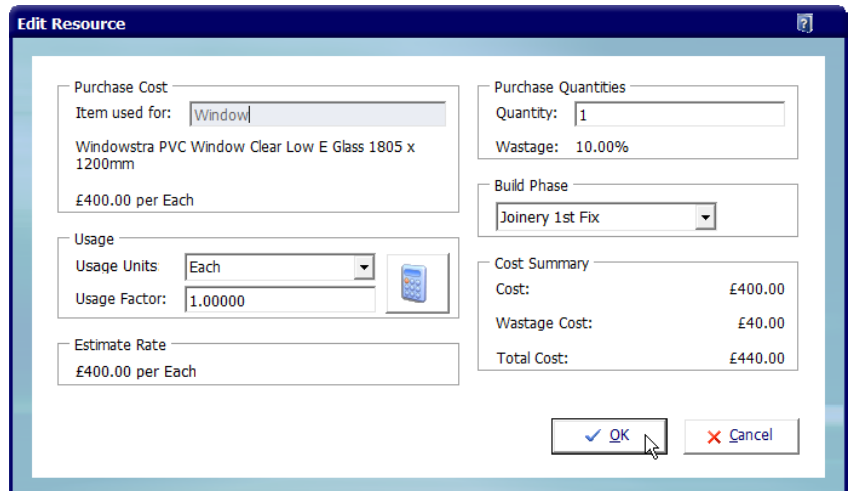 Edit Resource
?
Purchase Cost
Item used for: Window
Windowstra PVC Window Clear Low E Glass 1805 x
1200mm
£400.00 per Each
Usage
Usage Units Each
Usage Factor: 1.00000
Estimate Rate
£400.00 per Each
Purchase Quantities
Quantity: 1
Wastage: 10.00%
Build Phase
Joinery 1st Fix
Cost Summary
Cost: £400.00
Wastage Cost: £40.00
Total Cost: £440.00
OK
Cancel